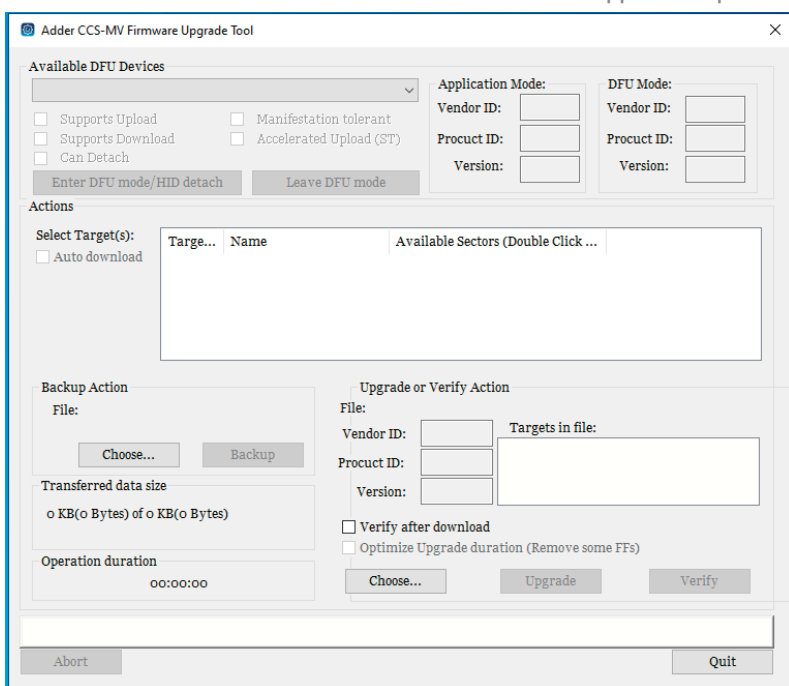 Adder CCS-MV Firmware Upgrade Tool
Available DFU Devices
Application Mode:
DFU Mode:
Supports Upload
Manifestation tolerant
Vendor ID:
Vendor ID:
Supports Download
Accelerated Upload (ST)
Procuct ID:
Procuct ID:
Can Detach
Version:
Version:
Enter DFU mode/HID detach
Leave DFU mode
Actions
Select Target(s):
Auto download
Targe... Name Available Sectors (Double Click ...
Backup Action
File:
Choose...
Backup
Transferred data size
0 KB(0 Bytes) of 0 KB(0 Bytes)
Operation duration
00:00:00
Upgrade or Verify Action
File:
Vendor ID:
Targets in file:
Procuct ID:
Version:
Verify after download
Optimize Upgrade duration (Remove some FFs)
Choose...
Upgrade
Verify
Abort
Quit